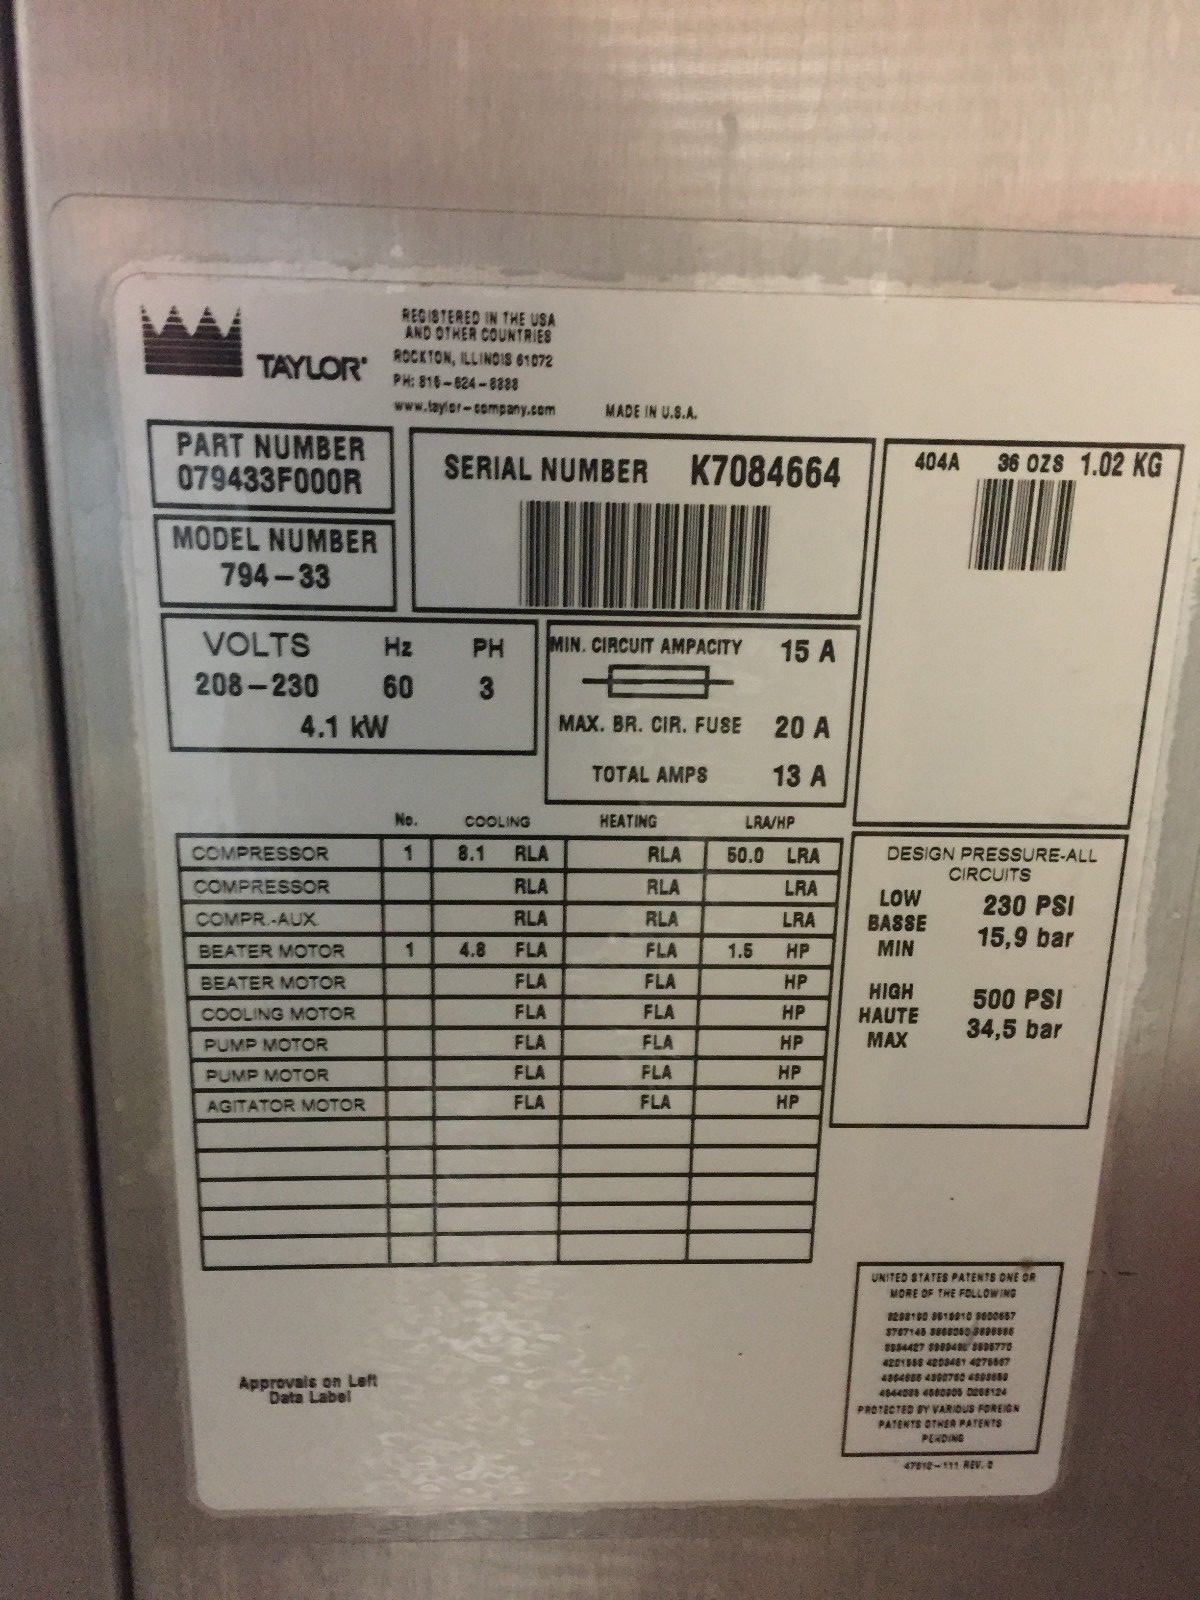 TAYLOR
REGISTERED IN THE USA
AND OTHER COUNTRIES
ROCKTON, ILLINOIS 61072
PH: 815-624-8333
www.taylor-company.com
MADE IN U.S.A.
PART NUMBER
079433F000R
MODEL NUMBER
794-33
SERIAL NUMBER K7084664
404A 36 OZS 1.02 KG
VOLTS Hz PH
208-230 60 3
4.1 kW
MIN. CIRCUIT AMPACITY 15 A
MAX. BR. CIR. FUSE 20 A
TOTAL AMPS 13 A
No. COOLING HEATING LRA/HP
COMPRESSOR 1 8.1 RLA RLA 50.0 LRA
COMPRESSOR RLA RLA LRA
COMPR.-AUX. RLA RLA LRA
BEATER MOTOR 1 4.8 FLA FLA 1.5 HP
BEATER MOTOR FLA FLA HP
COOLING MOTOR FLA FLA HP
PUMP MOTOR FLA FLA HP
PUMP MOTOR FLA FLA HP
AGITATOR MOTOR FLA FLA HP
DESIGN PRESSURE-ALL
CIRCUITS
LOW
BASSE
MIN
230 PSI
15,9 bar
HIGH
HAUTE
MAX
500 PSI
34,5 bar
Approvals on Left
Data Label
UNITED STATES PATENTS ONE OR
MORE OF THE FOLLOWING
PROTECTED BY VARIOUS FOREIGN
PATENTS OTHER PATENTS
PENDING